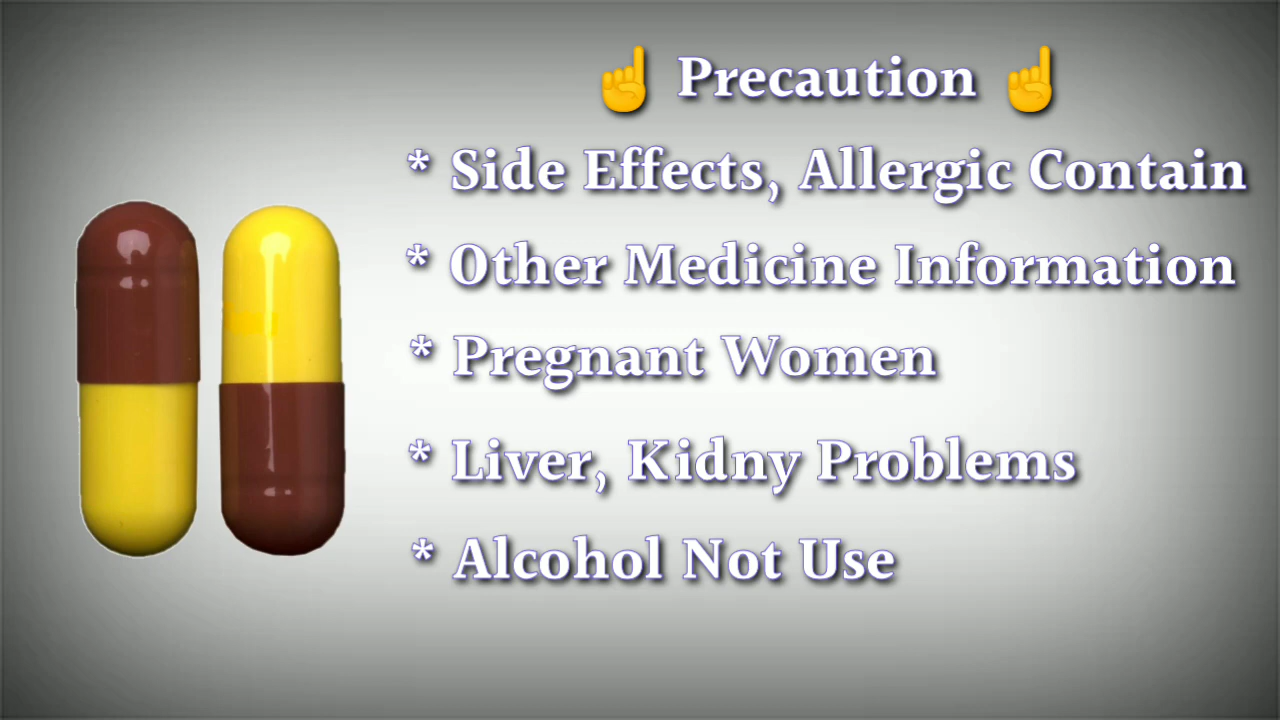 ☝ Precaution ☝
* Side Effects, Allergic Contain
* Other Medicine Information
* Pregnant Women
* Liver, Kidny Problems
* Alcohol Not Use